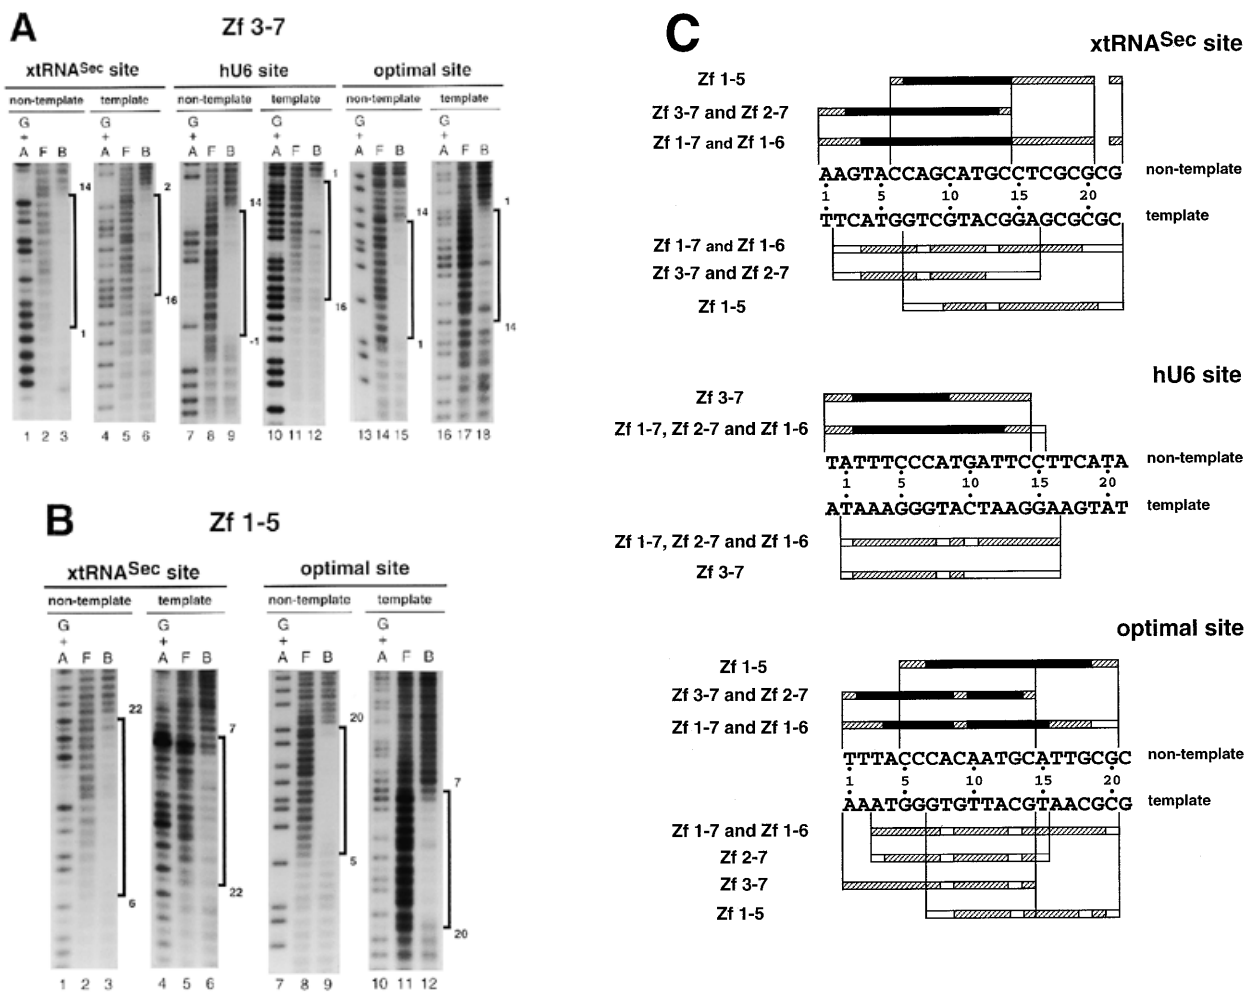 A
Zf 3-7
xtRNASec site
hU6 site
optimal site
non-template template non-template template non-template template
G + A F B G + A F B G + A F B G + A F B G + A F B G + A F B
14 1
2 16
14 -1
1 16
14 1
1 14
1 2 3 4 5 6 7 8 9 10 11 12 13 14 15 16 17 18
B
Zf 1-5
xtRNASec site
optimal site
non-template template non-template template
G + A F B G + A F B G + A F B G + A F B
22 6
7 22
20 5
7 20
1 2 3 4 5 6 7 8 9 10 11 12
C
xtRNASec site
Zf 1-5
Zf 3-7 and Zf 2-7
Zf 1-7 and Zf 1-6
AAGTACCAGCATGCCTCGCGCG non-template
1 5 10 15 20
TTCATGGTCGTACGGAGCGCGC template
Zf 1-7 and Zf 1-6
Zf 3-7 and Zf 2-7
Zf 1-5
hU6 site
Zf 3-7
Zf 1-7, Zf 2-7 and Zf 1-6
TATTTCCCATGATTCCTTCATA non-template
1 5 10 15 20
ATAAAGGGTACTAAGGAAGTAT template
Zf 1-7, Zf 2-7 and Zf 1-6
Zf 3-7
optimal site
Zf 1-5
Zf 3-7 and Zf 2-7
Zf 1-7 and Zf 1-6
TTTACCCACAATGCATTGCGC non-template
1 5 10 15 20
AAATGGGTGTTACGTAACGCG template
Zf 1-7 and Zf 1-6
Zf 2-7
Zf 3-7
Zf 1-5